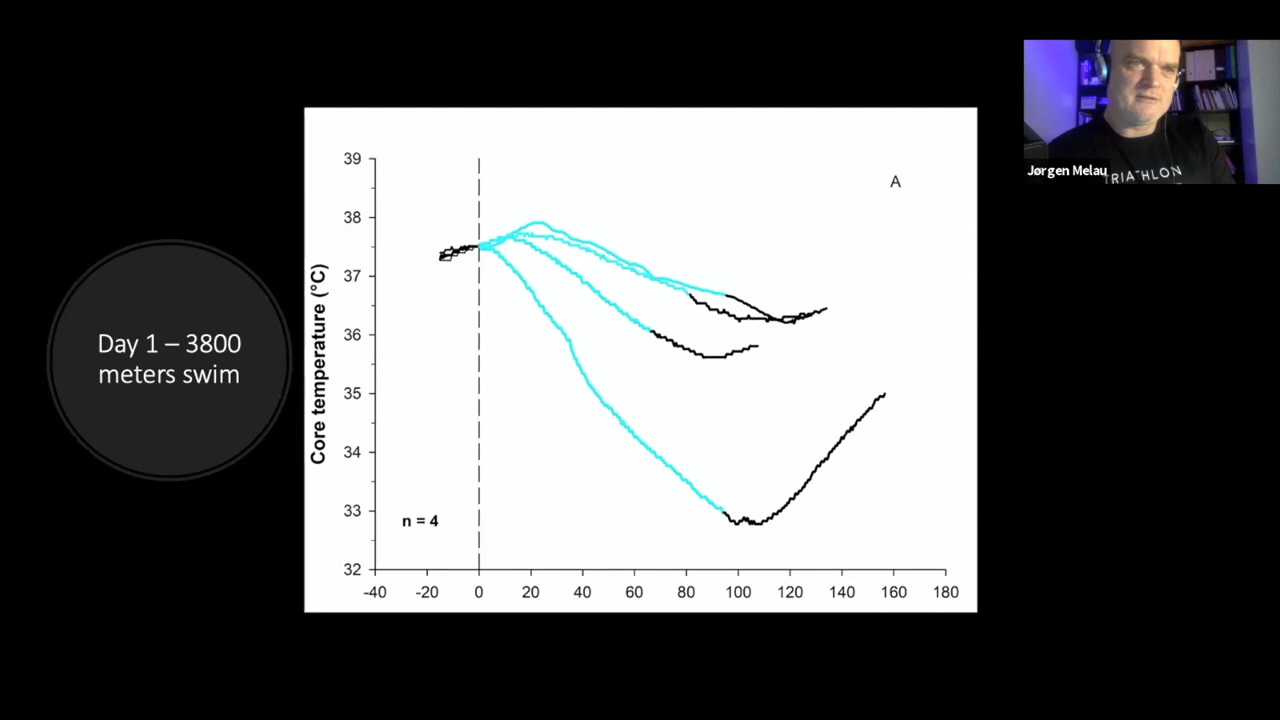 Day 1 – 3800
meters swim
Core temperature (°C)
39
38
37
36
35
34
33
32
A
n = 4
-40 -20 0 20 40 60 80 100 120 140 160 180
Jørgen Melau
TRIATHLON